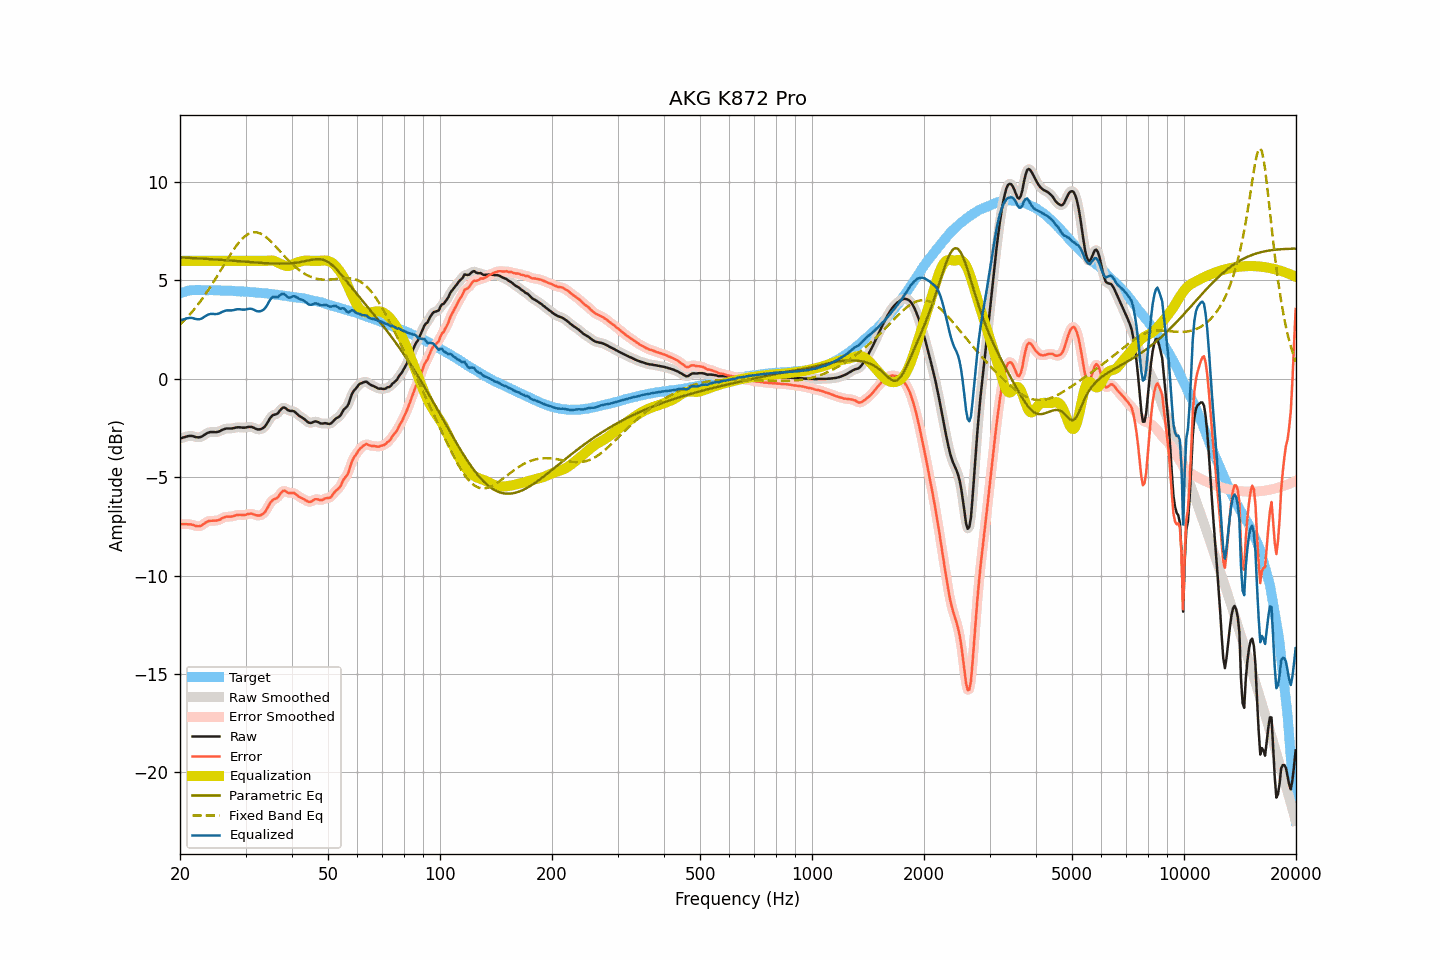 AKG K872 Pro
Amplitude (dBr)
10
5
0
−5
−10
−15
−20
Target
Raw Smoothed
Error Smoothed
Raw
Error
Equalization
Parametric Eq
Fixed Band Eq
Equalized
20 50 100 200 500 1000 2000 5000 10000 20000
Frequency (Hz)